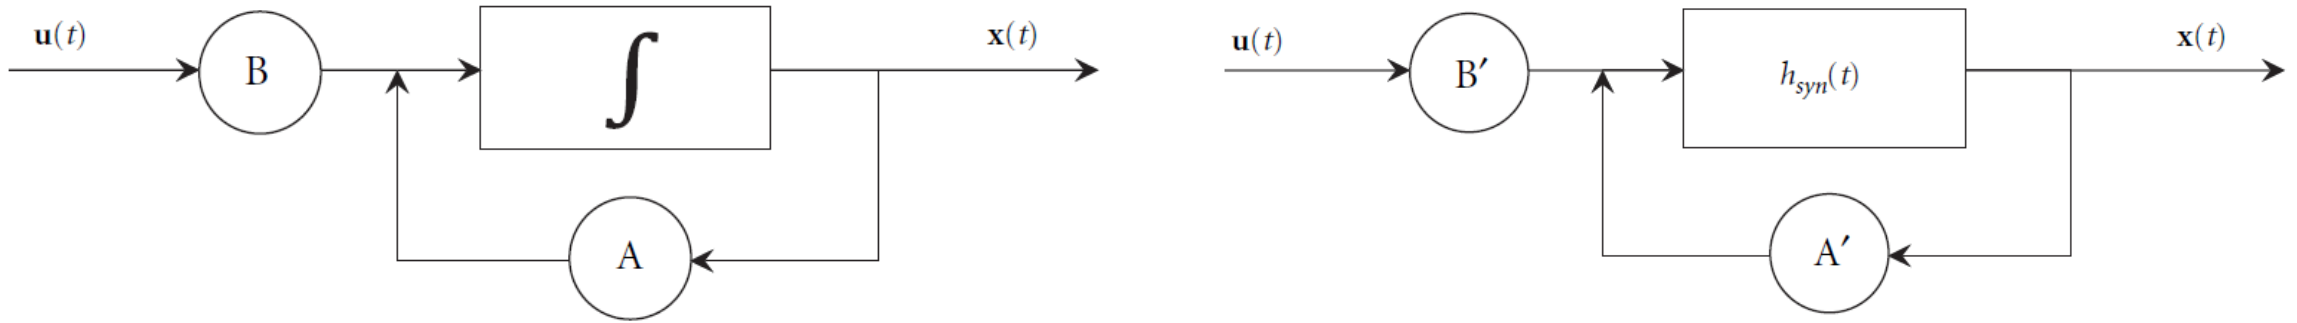 u(t)
B
∫
x(t)
A
u(t)
B′
h_syn(t)
x(t)
A′